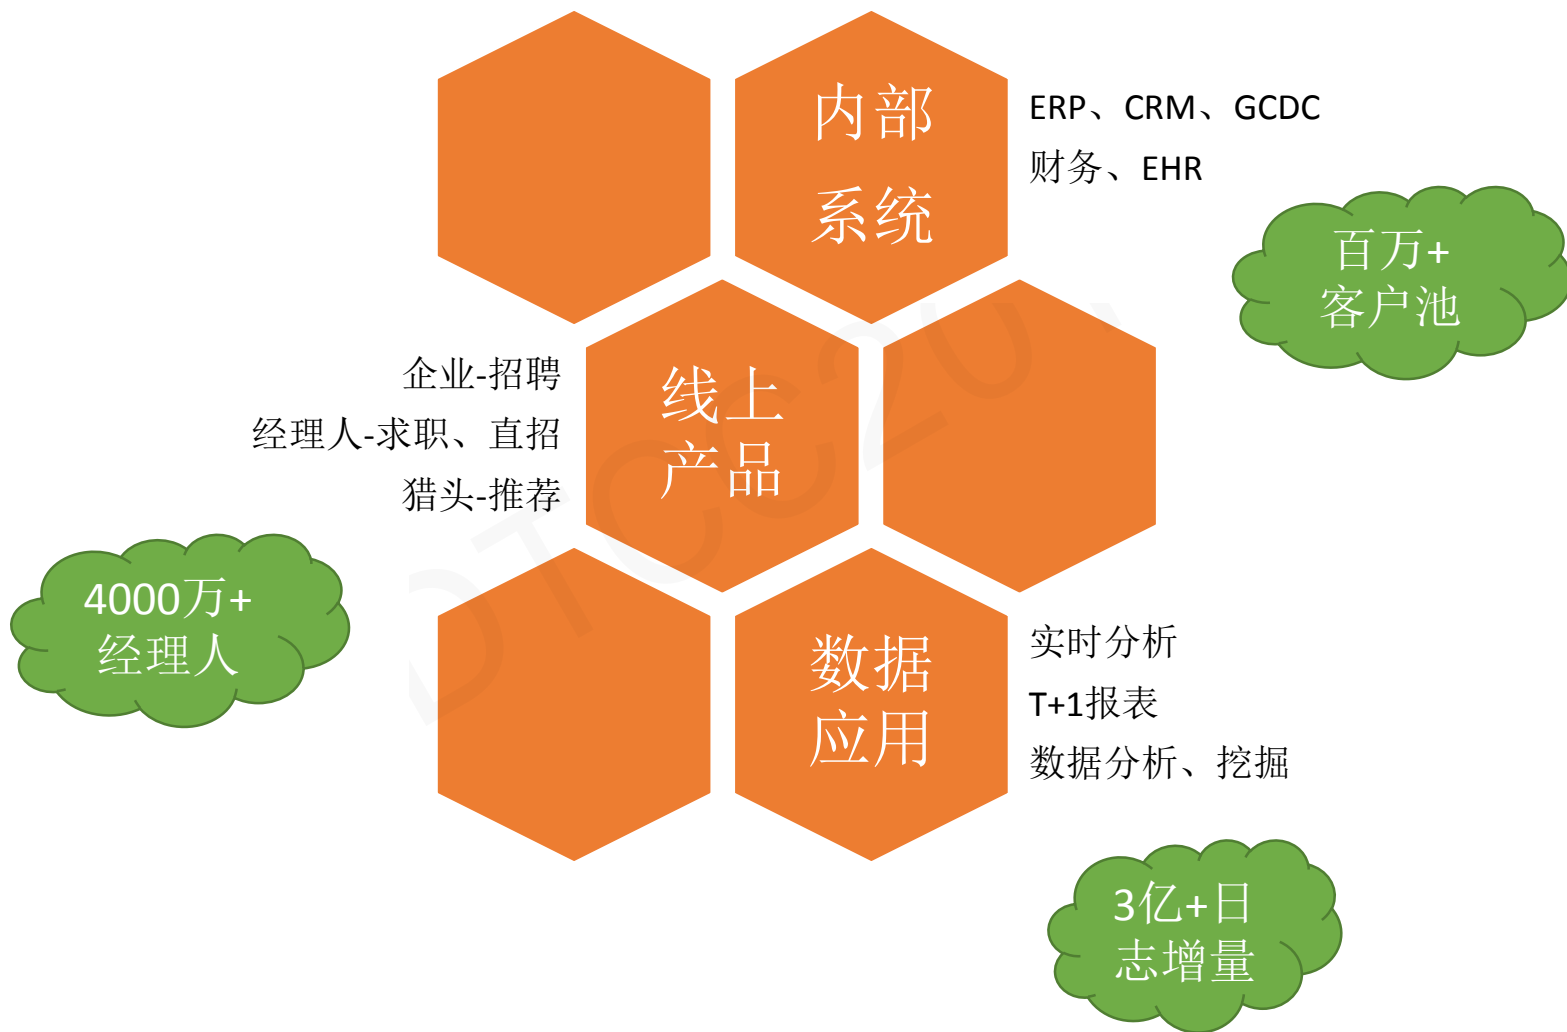 内部
系统
ERP、CRM、GCDC
财务、EHR
百万+
客户池
企业-招聘
经理人-求职、直招
猎头-推荐
线上
产品
4000万+
经理人
数据
应用
实时分析
T+1报表
数据分析、挖掘
3亿+日
志增量